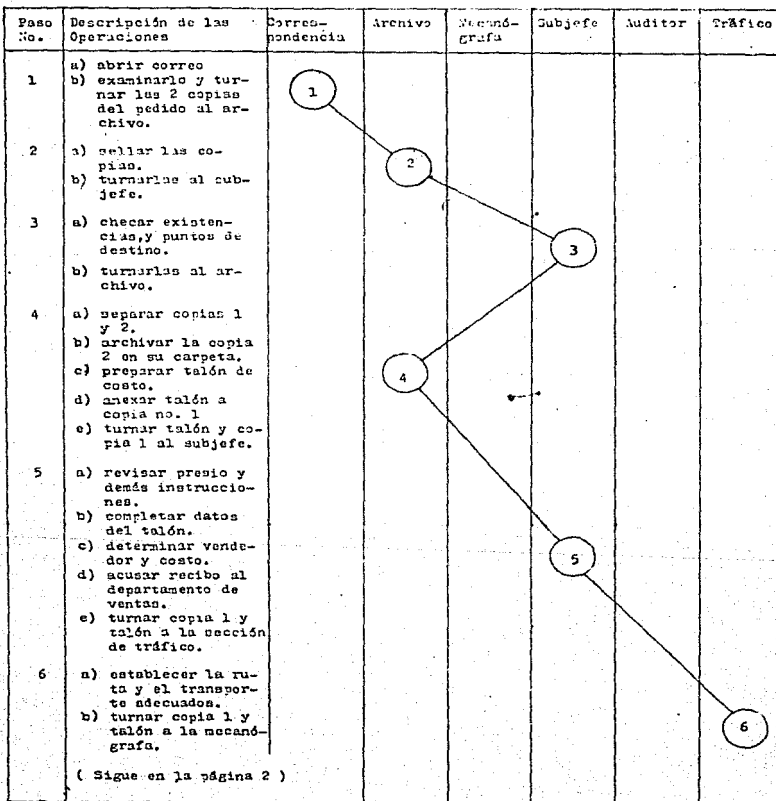 Paso Descripción de las Corres- Archivo Mecanó- Subjefe Auditor Tráfico
No. Operaciones pondencia grafa
a) abrir correo
1 b) examinarlo y tur-
nar las 2 copias
del pedido al ar-
chivo.
1
2 a) sellar las co-
pias.
b) turnarlas al sub-
jefe.
2
3 a) checar existen-
cias,y puntos de
destino.
b) turnarlas al ar-
chivo.
3
4 a) separar copias 1
y 2.
b) archivar la copia
2 en su carpeta.
c) preparar talón de
costo.
d) anexar talón a
copia no. 1
e) turnar talón y co-
pia 1 al subjefe.
4
5 a) revisar presio y
demás instruccio-
nes.
b) completar datos
del talón.
c) determinar vende-
dor y costo.
d) acusar recibo al
departamento de
ventas.
e) turnar copia 1 y
talón a la sección
de tráfico.
5
6 a) establecer la ru-
ta y el transpor-
te adecuados.
b) turnar copia 1 y
talón a la mecanó-
grafa.
6
( Sigue en la página 2 )